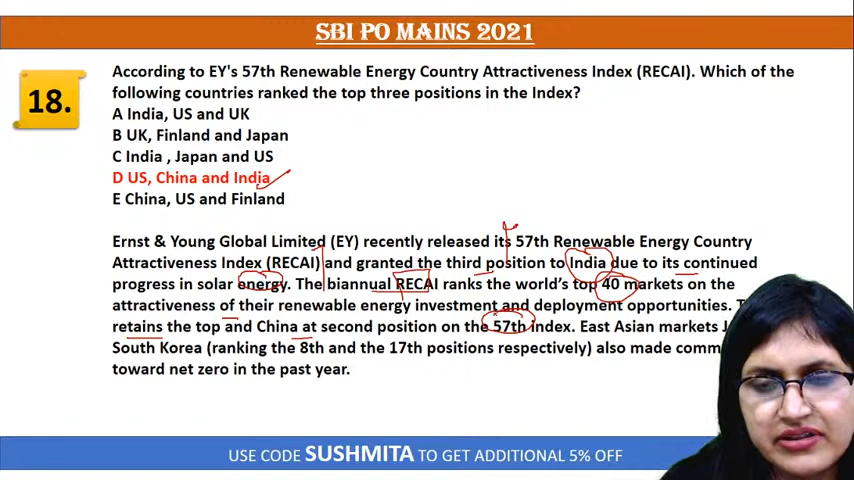 SBI PO MAINS 2021
18.
According to EY's 57th Renewable Energy Country Attractiveness Index (RECAI). Which of the
following countries ranked the top three positions in the Index?
A India, US and UK
B UK, Finland and Japan
C India , Japan and US
D US, China and India
E China, US and Finland
Ernst & Young Global Limited (EY) recently released its 57th Renewable Energy Country
Attractiveness Index (RECAI) and granted the third position to India due to its continued
progress in solar energy. The biannual RECAI ranks the world's top 40 markets on the
attractiveness of their renewable energy investment and deployment opportunities.
retains the top and China at second position on the 57th index. East Asian markets
South Korea (ranking the 8th and the 17th positions respectively) also made
toward net zero in the past year.
USE CODE SUSHMITA TO GET ADDITIONAL 5% OFF